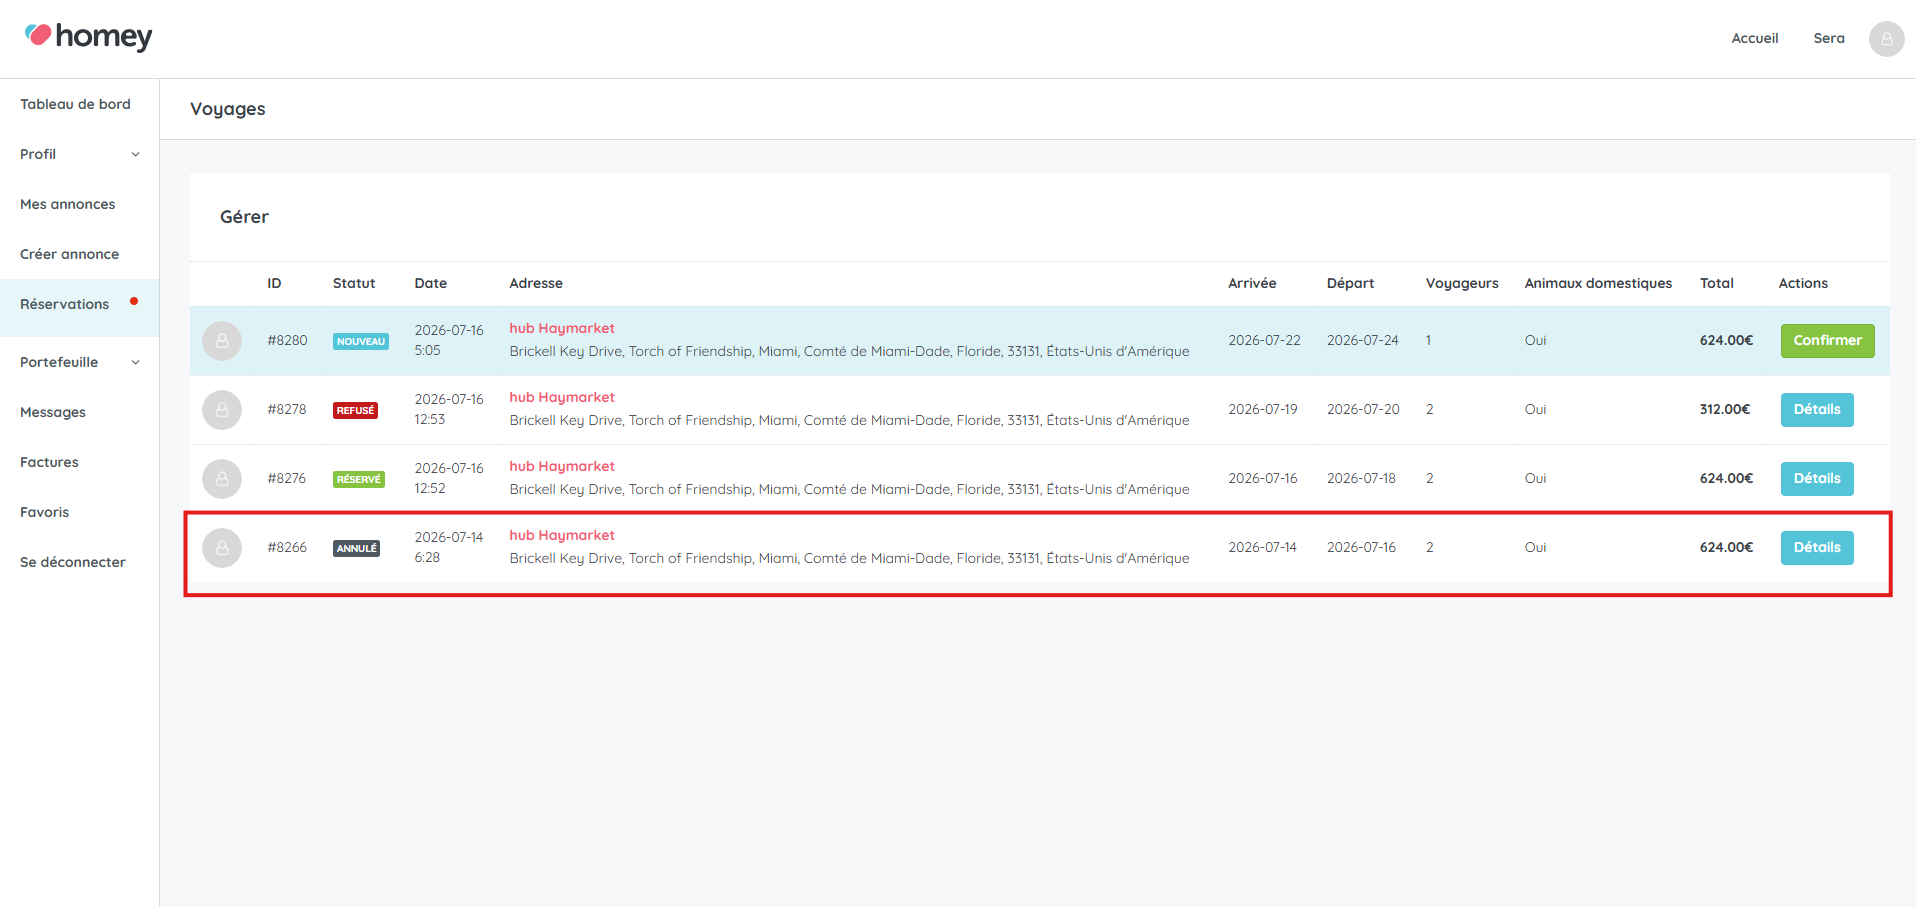 homey
Accueil
Sera
Tableau de bord
Profil
Mes annonces
Créer annonce
Réservations
Portefeuille
Messages
Factures
Favoris
Se déconnecter
Voyages
Gérer
ID Statut Date Adresse Arrivée Départ Voyageurs Animaux domestiques Total Actions
#8280 NOUVEAU 2026-07-16 5:05 hub Haymarket 2026-07-22 2026-07-24 1 Oui 624.00€ Confirmer
Brickell Key Drive, Torch of Friendship, Miami, Comté de Miami-Dade, Floride, 33131, États-Unis d'Amérique
#8278 REFUSÉ 2026-07-16 12:53 hub Haymarket 2026-07-19 2026-07-20 2 Oui 312.00€ Détails
Brickell Key Drive, Torch of Friendship, Miami, Comté de Miami-Dade, Floride, 33131, États-Unis d'Amérique
#8276 RÉSERVÉ 2026-07-16 12:52 hub Haymarket 2026-07-16 2026-07-18 2 Oui 624.00€ Détails
Brickell Key Drive, Torch of Friendship, Miami, Comté de Miami-Dade, Floride, 33131, États-Unis d'Amérique
#8266 ANNULÉ 2026-07-14 6:28 hub Haymarket 2026-07-14 2026-07-16 2 Oui 624.00€ Détails
Brickell Key Drive, Torch of Friendship, Miami, Comté de Miami-Dade, Floride, 33131, États-Unis d'Amérique